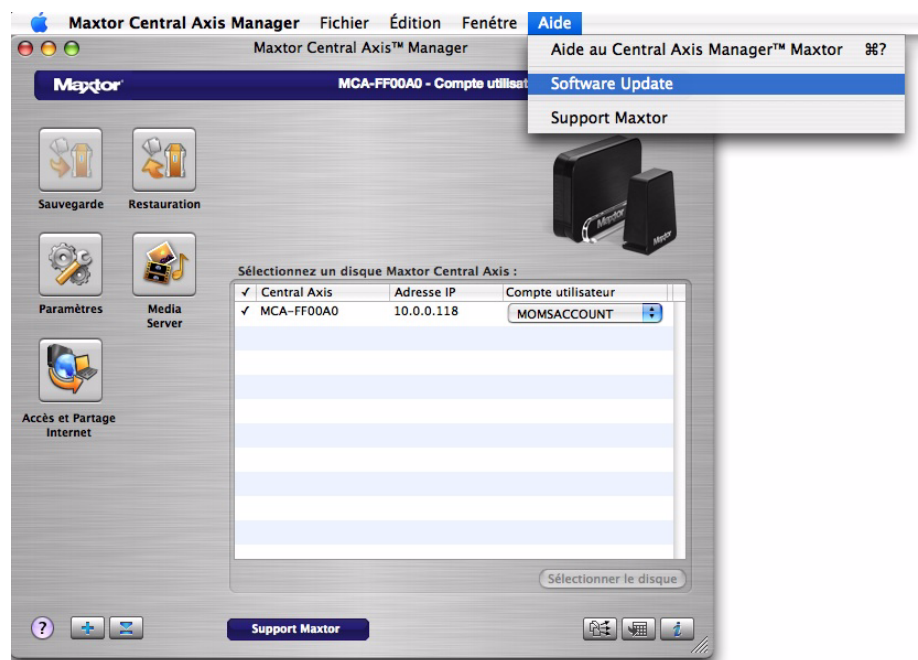 Maxtor Central Axis Manager Fichier Édition Fenétre Aide
Maxtor Central Axis™ Manager
Aide au Central Axis Manager™ Maxtor ⌘?
Software Update
Support Maxtor
Maxtor
MCA-FF00A0 - Compte utilisat
Sauvegarde
Restauration
Maxtor
Maxtor
Paramètres
Media
Server
Accès et Partage
Internet
Sélectionnez un disque Maxtor Central Axis :
✓ Central Axis Adresse IP Compte utilisateur
✓ MCA-FF00A0 10.0.0.118 MOMSACCOUNT
Sélectionner le disque
? Support Maxtor i